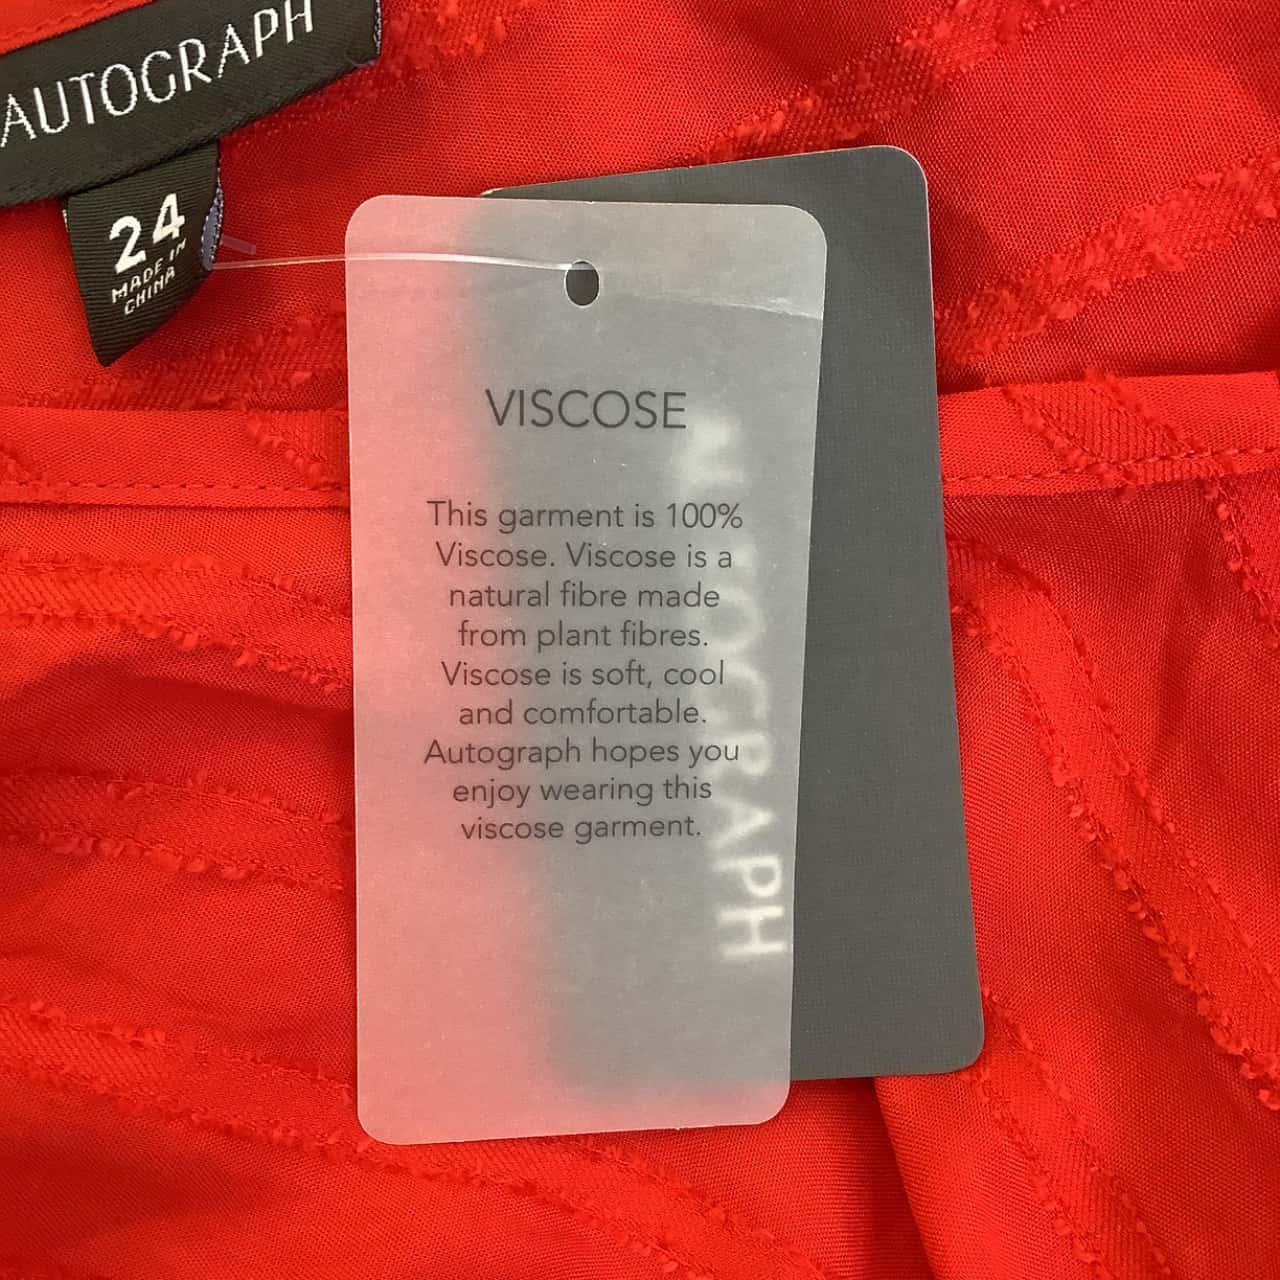 AUTOGRAPH
24
MADE IN
CHINA
VISCOSE
This garment is 100%
Viscose. Viscose is a
natural fibre made
from plant fibres.
Viscose is soft, cool
and comfortable.
Autograph hopes you
enjoy wearing this
viscose garment.
AUTOGRAPH